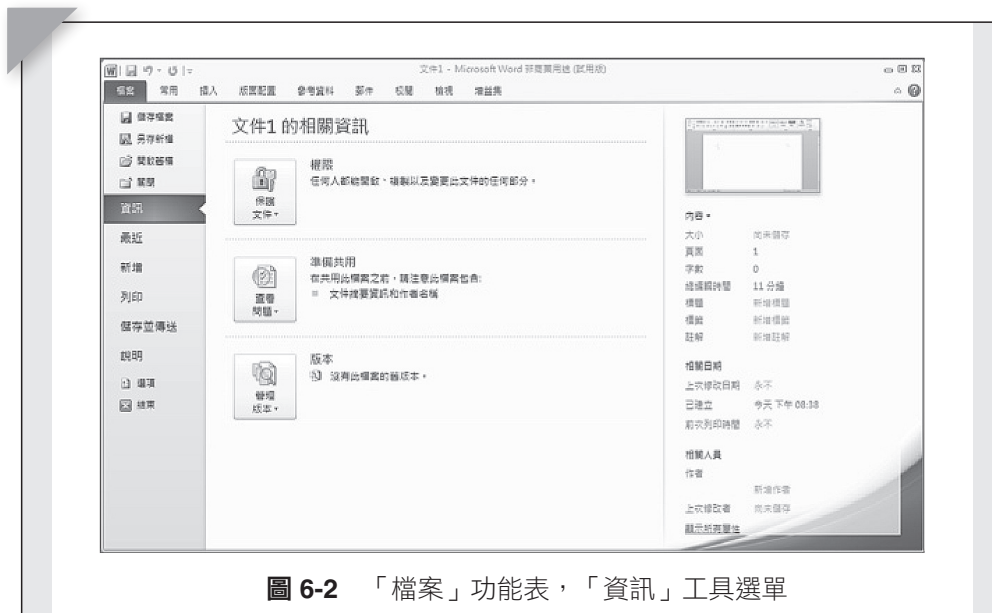 文件1 - Microsoft Word 非商業用途 (試用版)
檔案 常用 插入 版面配置 參考資料 郵件 校閱 檢視 增益集
儲存檔案
另存新檔
開啟舊檔
關閉
資訊
最近
新增
列印
儲存並傳送
說明
選項
結束
文件1 的相關資訊
保護
文件
權限
任何人都能開啟、複製以及變更此文件的任何部分。
查看
問題
準備共用
在共用此檔案之前，請注意此檔案包含:
文件摘要資訊和作者名稱
管理
版本
版本
沒有此檔案的舊版本。
內容
大小 尚未儲存
頁面 1
字數 0
總編輯時間 11 分鐘
標題 新增標題
標籤 新增標籤
註解 新增註解
相關日期
上次修改日期 永不
已建立 今天 下午 08:38
前次列印時間 永不
相關人員
作者
新增作者
上次修改者 尚未儲存
顯示所有屬性
圖 6-2 「檔案」功能表，「資訊」工具選單